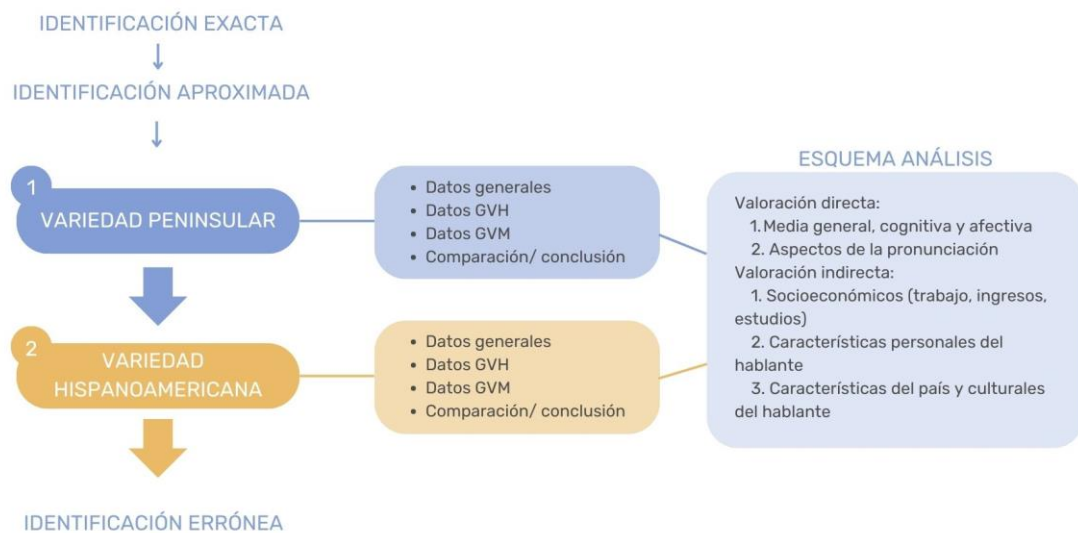 IDENTIFICACIÓN EXACTA
IDENTIFICACIÓN APROXIMADA
1
VARIEDAD PENINSULAR
• Datos generales
• Datos GVH
• Datos GVM
• Comparación/ conclusión
2
VARIEDAD
HISPANOAMERICANA
• Datos generales
• Datos GVH
• Datos GVM
• Comparación/ conclusión
ESQUEMA ANÁLISIS
Valoración directa:
1. Media general, cognitiva y afectiva
2. Aspectos de la pronunciación
Valoración indirecta:
1. Socioeconómicos (trabajo, ingresos,
estudios)
2. Características personales del
hablante
3. Características del país y culturales
del hablante
IDENTIFICACIÓN ERRÓNEA